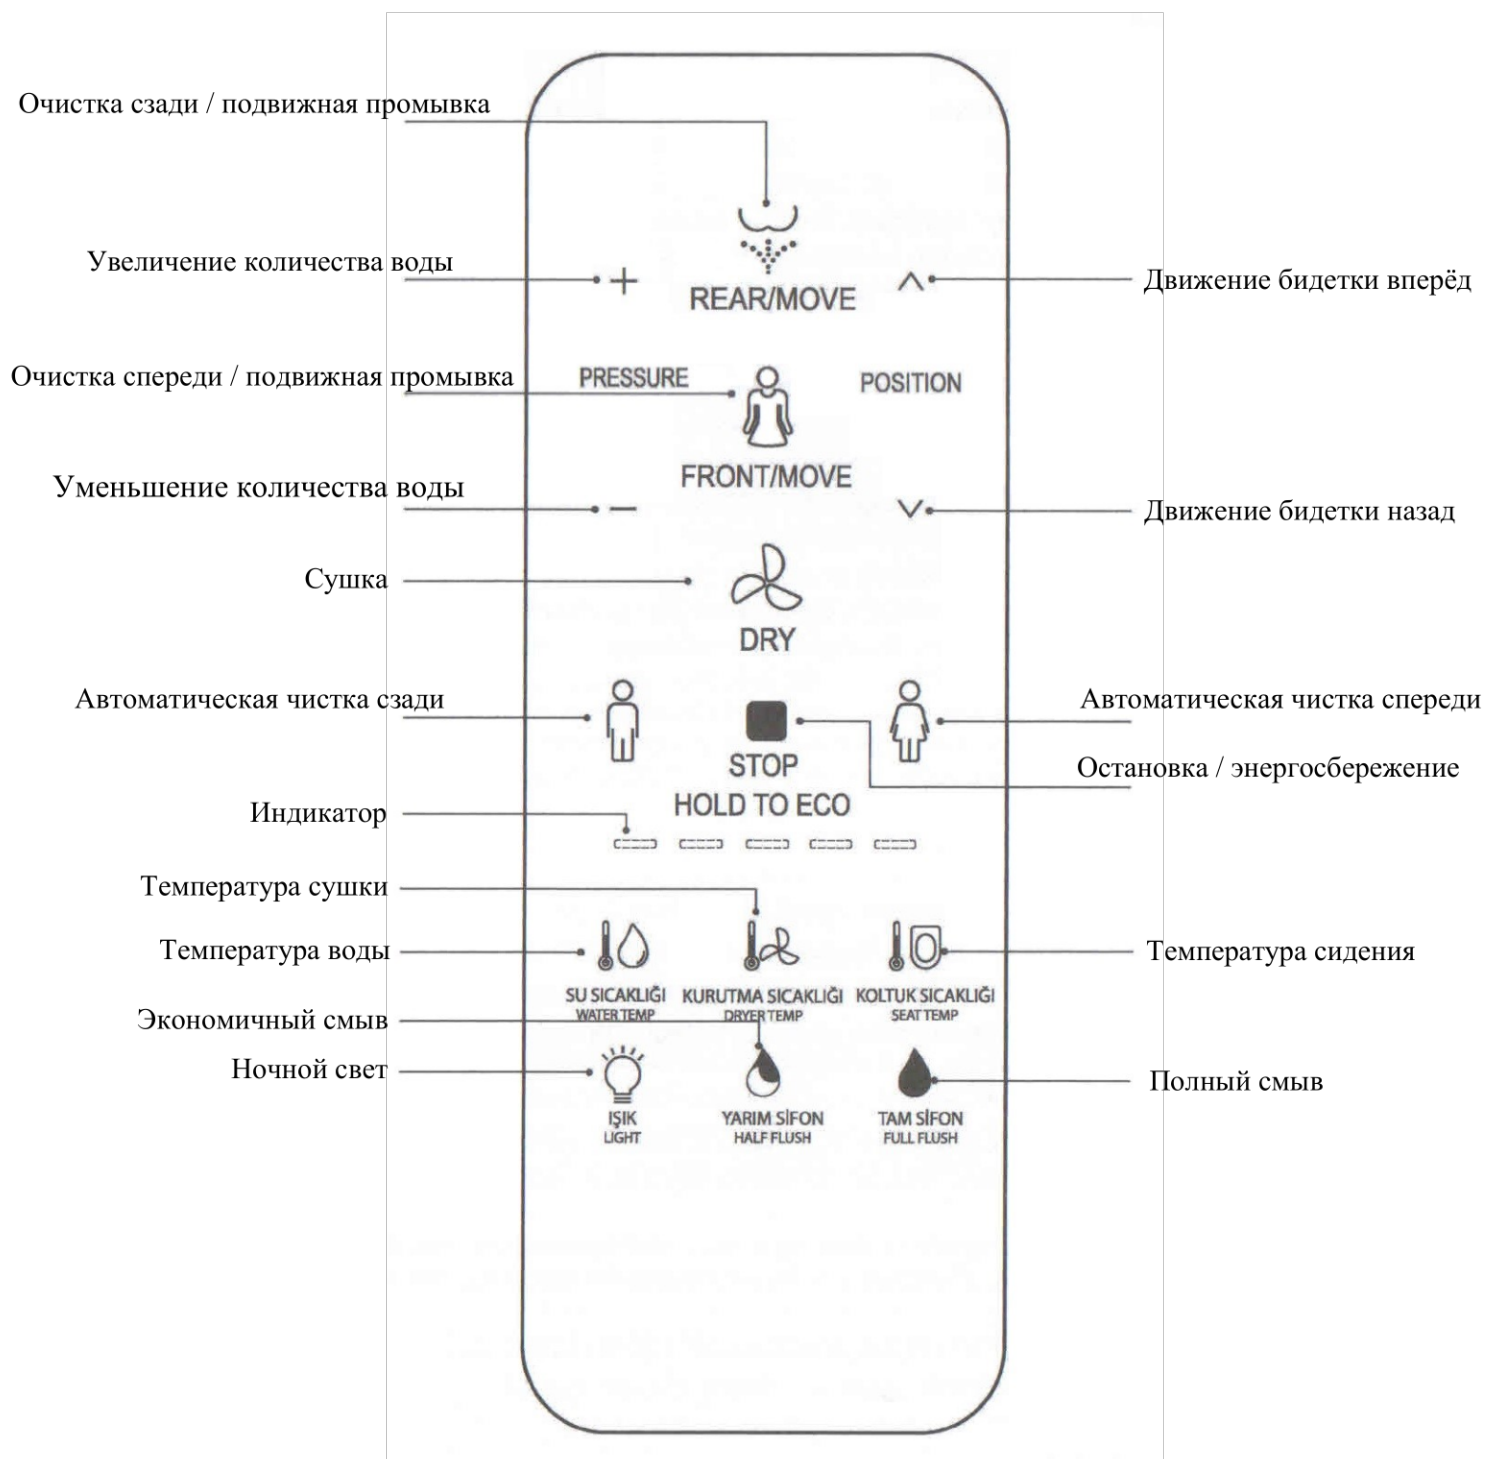 Очистка сзади / подвижная промывка
Увеличение количества воды
Движение бидетки вперёд
REAR/MOVE
Очистка спереди / подвижная промывка
PRESSURE
POSITION
FRONT/MOVE
Уменьшение количества воды
Движение бидетки назад
Сушка
DRY
Автоматическая чистка сзади
Автоматическая чистка спереди
STOP
Остановка / энергосбережение
HOLD TO ECO
Индикатор
Температура сушки
Температура воды
Температура сидения
SU SICAKLIĞI
KURUTMA SICAKLIĞI
KOLTUK SICAKLIĞI
WATER TEMP
DRYER TEMP
SEAT TEMP
Экономичный смыв
Ночной свет
Полный смыв
IŞIK
YARIM SİFON
TAM SİFON
LIGHT
HALF FLUSH
FULL FLUSH